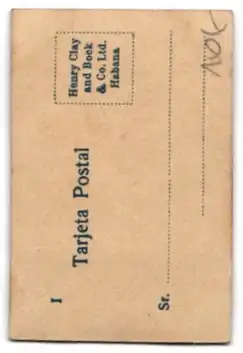 I
Tarjeta Postal
Henry Clay
and Bock
& Co. Ltd.
Habana
Sr.